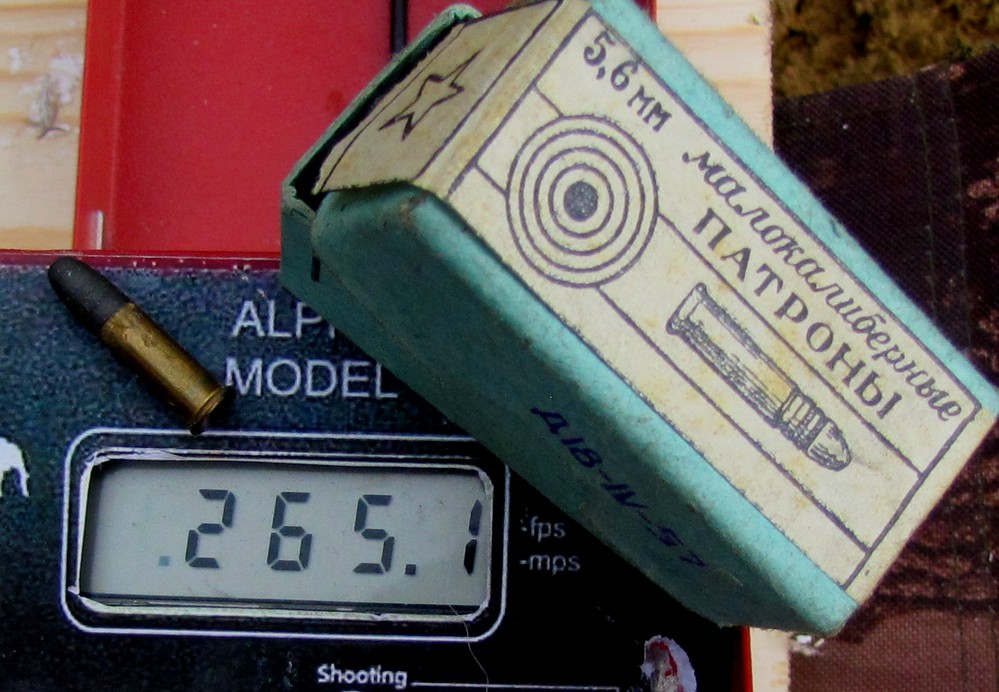 5,6 мм
малокалиберные
ПАТРОНЫ
MODEL
.265.1
-fps
-mps
Shooting